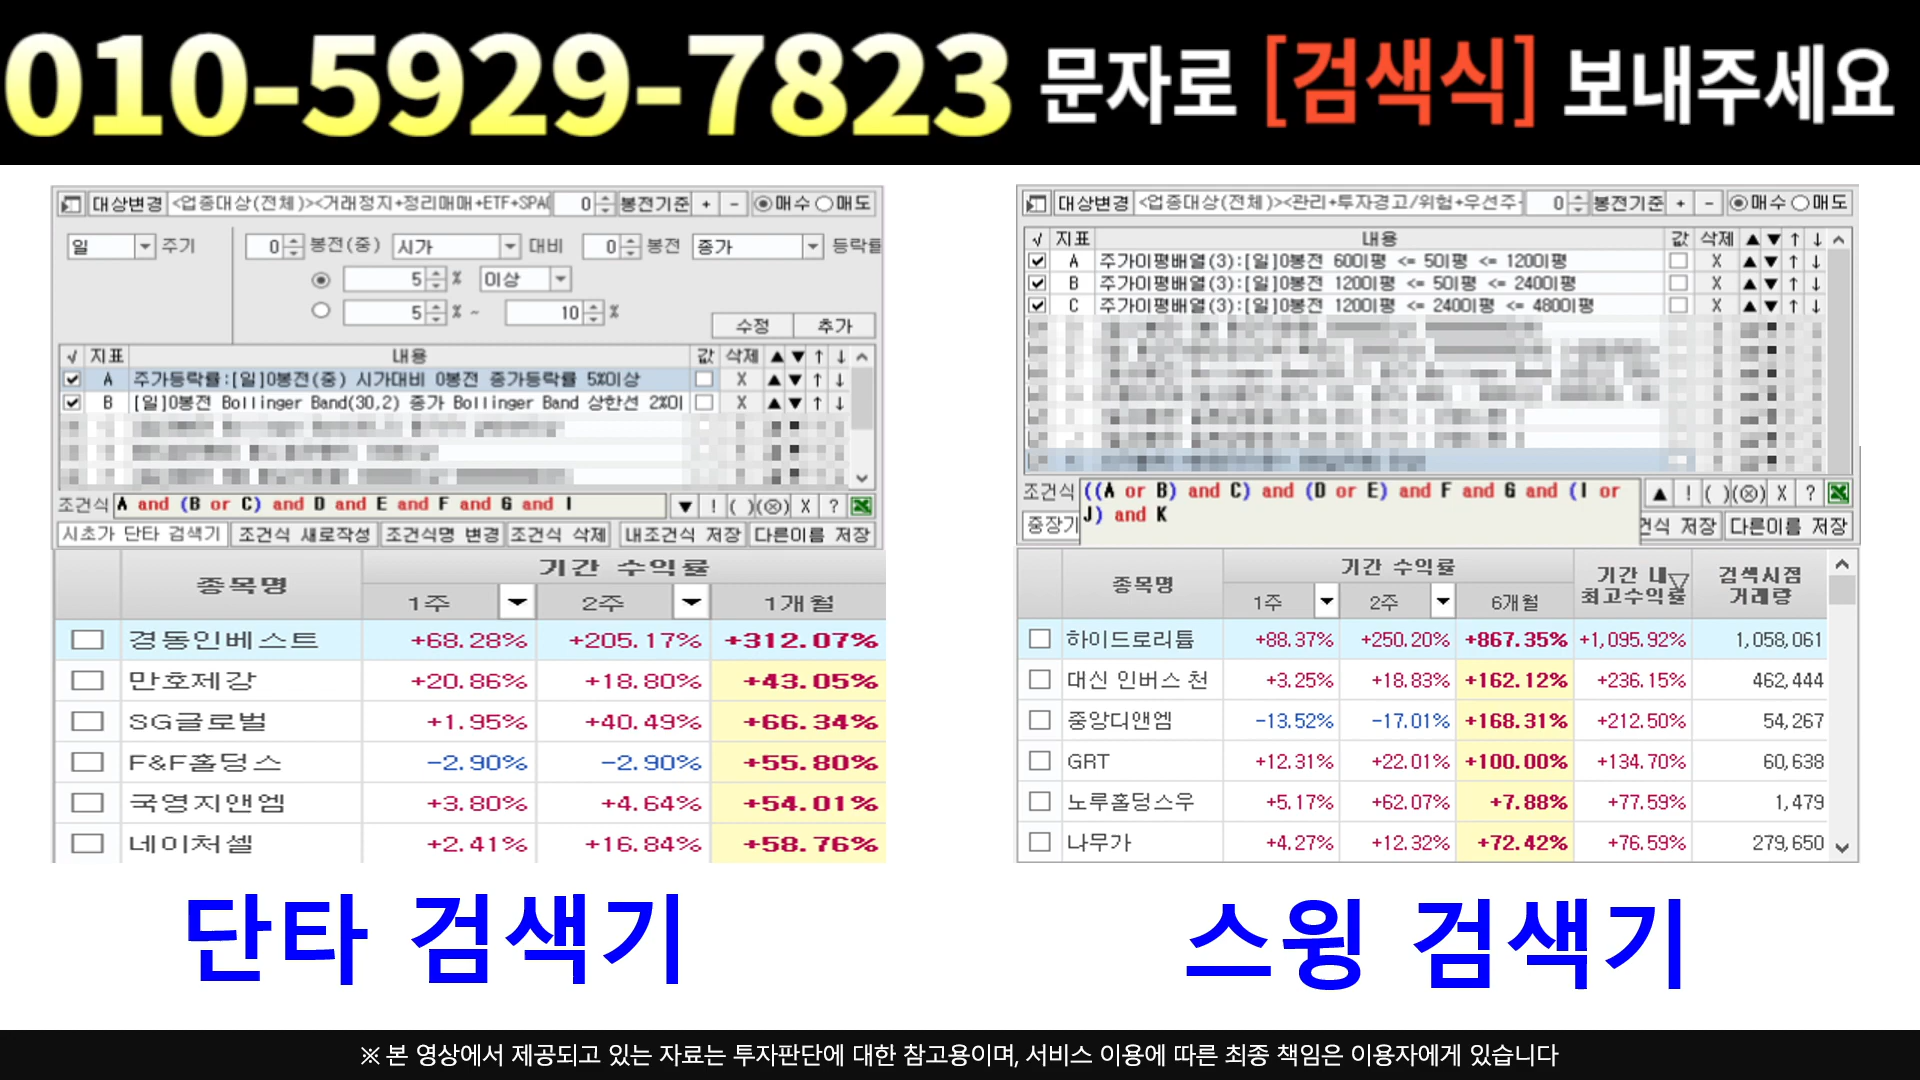 010-5929-7823 문자로 [검색식] 보내주세요
대상변경 <업종대상(전체)><거래정지+정리매매+ETF+SPA 0 봉전기준 + - 매수 매도
일 주기 0 봉전(중) 시가 대비 0 봉전 종가 등락률
5 % 이상
5 % ~ 10 %
수정 추가
√ 지표 내용 값 삭제 ▲ ▼ ↑ ↓
A 주가등락률:[일]0봉전(중) 시가대비 0봉전 종가등락률 5%이상 X ▲ ▼ ↑ ↓
B [일]0봉전 Bollinger Band(30,2) 종가 Bollinger Band 상한선 2%이 X ▲ ▼ ↑ ↓
조건식 A and (B or C) and D and E and F and G and I ▼ ! ( )(⊗) X ?
시초가 단타 검색기 조건식 새로작성 조건식명 변경 조건식 삭제 내조건식 저장 다른이름 저장
종목명 기간 수익률
1주 2주 1개월
경동인베스트 +68.28% +205.17% +312.07%
만호제강 +20.86% +18.80% +43.05%
SG글로벌 +1.95% +40.49% +66.34%
F&F홀딩스 -2.90% -2.90% +55.80%
국영지앤엠 +3.80% +4.64% +54.01%
네이처셀 +2.41% +16.84% +58.76%
단타 검색기
대상변경 <업종대상(전체)><관리+투자경고/위험+우선주+ 0 봉전기준 + - 매수 매도
√ 지표 내용 값 삭제 ▲ ▼ ↑ ↓
A 주가이평배열(3):[일]0봉전 60이평 <= 5이평 <= 120이평 X ▲ ▼ ↑ ↓
B 주가이평배열(3):[일]0봉전 120이평 <= 5이평 <= 240이평 X ▲ ▼ ↑ ↓
C 주가이평배열(3):[일]0봉전 120이평 <= 240이평 <= 480이평 X ▲ ▼ ↑ ↓
조건식 ((A or B) and C) and (D or E) and F and G and (I or ▲ ! ( )(⊗) X ?
중장기 J) and K 건식 저장 다른이름 저장
종목명 기간 수익률 기간 내 최고수익률 검색시점 거래량
1주 2주 6개월
하이드로리튬 +88.37% +250.20% +867.35% +1,095.92% 1,058,061
대신 인버스 천 +3.25% +18.83% +162.12% +236.15% 462,444
중앙디앤엠 -13.52% -17.01% +168.31% +212.50% 54,267
GRT +12.31% +22.01% +100.00% +134.70% 60,638
노루홀딩스우 +5.17% +62.07% +7.88% +77.59% 1,479
나무가 +4.27% +12.32% +72.42% +76.59% 279,650
스윙 검색기
※ 본 영상에서 제공되고 있는 자료는 투자판단에 대한 참고용이며, 서비스 이용에 따른 최종 책임은 이용자에게 있습니다